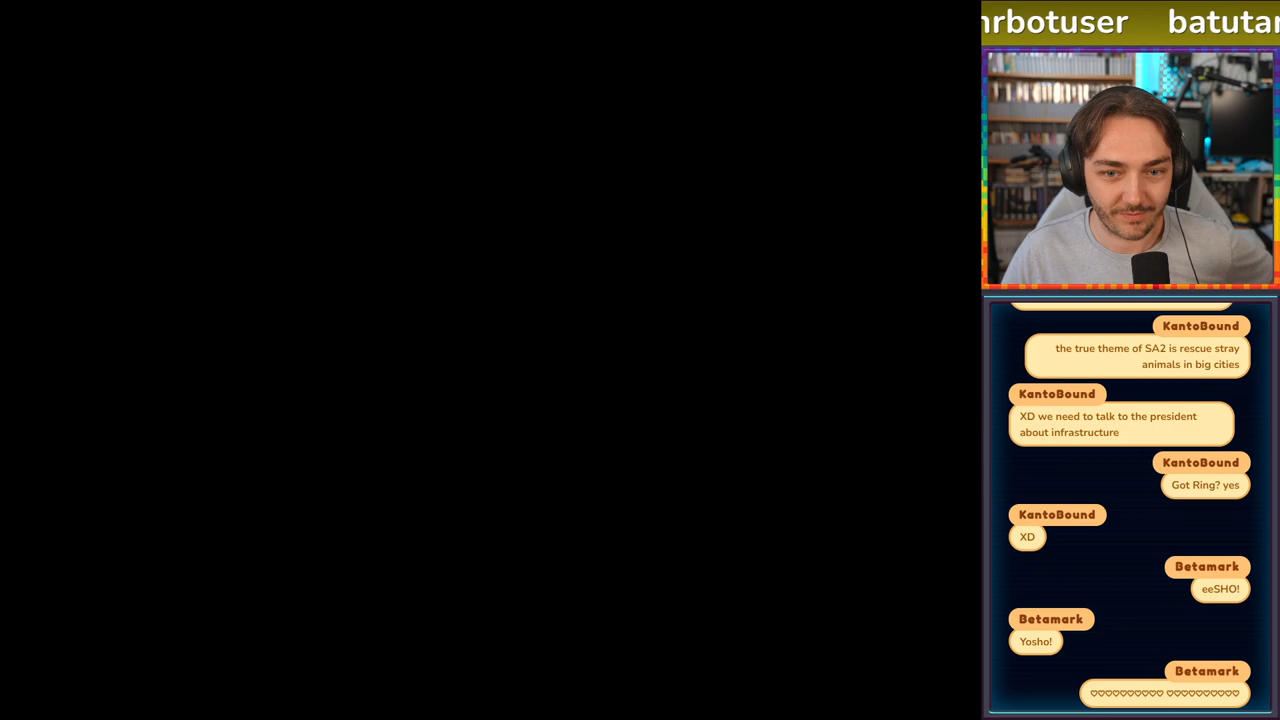 hrbotuser batutar
KantoBound
the true theme of SA2 is rescue stray
animals in big cities
KantoBound
XD we need to talk to the president
about infrastructure
KantoBound
Got Ring? yes
KantoBound
XD
Betamark
eeSHO!
Betamark
Yosho!
Betamark
♡♡♡♡♡♡♡♡♡♡ ♡♡♡♡♡♡♡♡♡♡